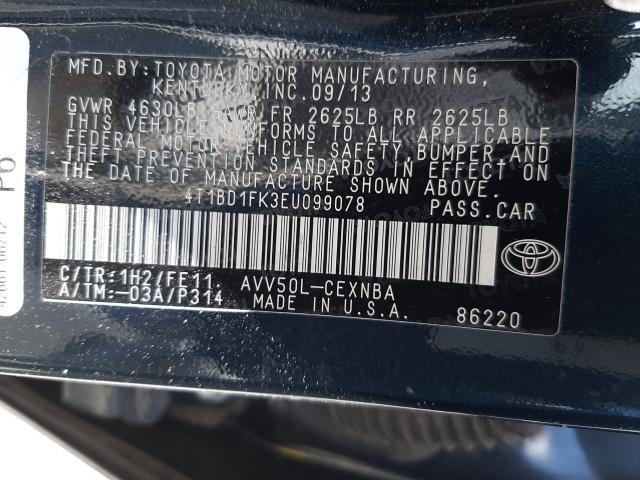 MFD.BY:TOYOTA MOTOR MANUFACTURING,
KENTUCKY, INC.09/13
GVWR 4630LB GAWR FR 2625LB RR 2625LB
THIS VEHICLE CONFORMS TO ALL APPLICABLE
FEDERAL MOTOR VEHICLE SAFETY, BUMPER, AND
THEFT PREVENTION STANDARDS IN EFFECT ON
THE DATE OF MANUFACTURE SHOWN ABOVE.
4T1BD1FK3EU099078 PASS.CAR
C/TR:1H2/FE11 AVV50L-CEXNBA
A/TM:-03A/P314 MADE IN U.S.A. 86220
P6